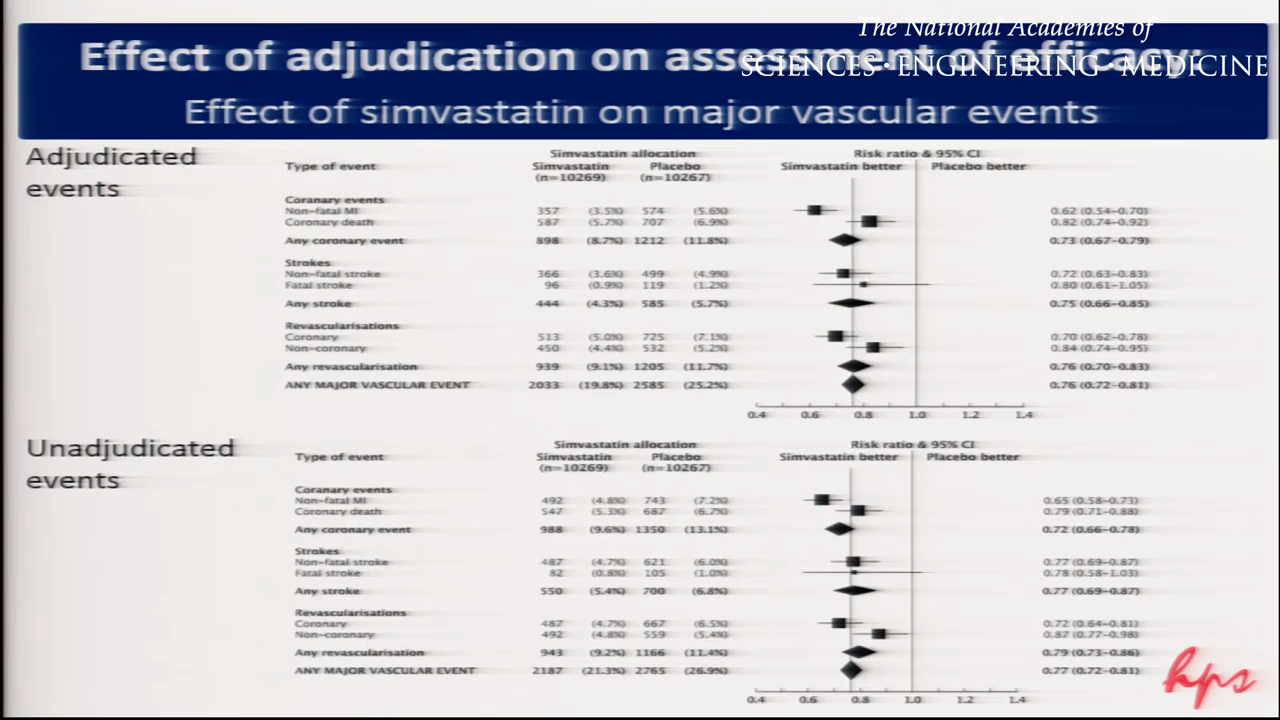 The National Academies of
SCIENCES · ENGINEERING · MEDICINE
Effect of adjudication on assessment of efficacy:
Effect of simvastatin on major vascular events
Adjudicated
events
Simvastatin allocation Risk ratio & 95% CI
Type of event Simvastatin Placebo Simvastatin better Placebo better
(n=10269) (n=10267)
Coranary events
Non-fatal MI 357 (3.5%) 574 (5.6%) 0.62 (0.54-0.70)
Coronary death 587 (5.7%) 707 (6.9%) 0.82 (0.74-0.92)
Any coronary event 898 (8.7%) 1212 (11.8%) 0.73 (0.67-0.79)
Strokes
Non-fatal stroke 366 (3.6%) 499 (4.9%) 0.72 (0.63-0.83)
Fatal stroke 96 (0.9%) 119 (1.2%) 0.80 (0.61-1.05)
Any stroke 444 (4.3%) 585 (5.7%) 0.75 (0.66-0.85)
Revascularisations
Coronary 513 (5.0%) 725 (7.1%) 0.70 (0.62-0.78)
Non-coronary 450 (4.4%) 532 (5.2%) 0.84 (0.74-0.95)
Any revascularisation 939 (9.1%) 1205 (11.7%) 0.76 (0.70-0.83)
ANY MAJOR VASCULAR EVENT 2033 (19.8%) 2585 (25.2%) 0.76 (0.72-0.81)
0.4 0.6 0.8 1.0 1.2 1.4
Unadjudicated
events
Simvastatin allocation Risk ratio & 95% CI
Type of event Simvastatin Placebo Simvastatin better Placebo better
(n=10269) (n=10267)
Coranary events
Non-fatal MI 492 (4.8%) 743 (7.2%) 0.65 (0.58-0.73)
Coronary death 547 (5.3%) 687 (6.7%) 0.79 (0.71-0.88)
Any coronary event 988 (9.6%) 1350 (13.1%) 0.72 (0.66-0.78)
Strokes
Non-fatal stroke 487 (4.7%) 621 (6.0%) 0.77 (0.69-0.87)
Fatal stroke 82 (0.8%) 105 (1.0%) 0.78 (0.58-1.03)
Any stroke 550 (5.4%) 700 (6.8%) 0.77 (0.69-0.87)
Revascularisations
Coronary 487 (4.7%) 667 (6.5%) 0.72 (0.64-0.81)
Non-coronary 492 (4.8%) 559 (5.4%) 0.87 (0.77-0.98)
Any revascularisation 943 (9.2%) 1166 (11.4%) 0.79 (0.73-0.86)
ANY MAJOR VASCULAR EVENT 2187 (21.3%) 2765 (26.9%) 0.77 (0.72-0.81)
0.4 0.6 0.8 1.0 1.2 1.4
hps